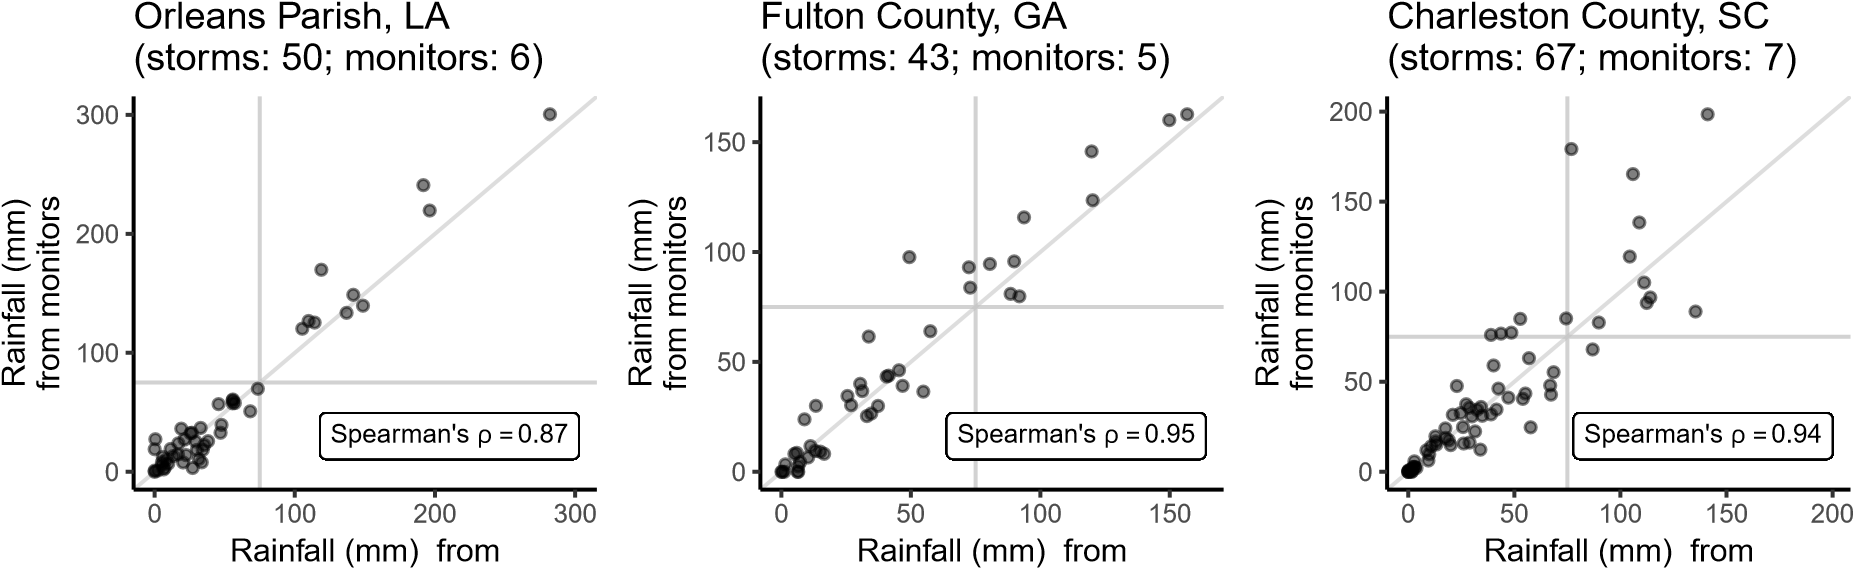 Orleans Parish, LA
(storms: 50; monitors: 6)
Rainfall (mm)
from monitors
300
200
100
0
Spearman's ρ = 0.87
0 100 200 300
Rainfall (mm) from
Fulton County, GA
(storms: 43; monitors: 5)
Rainfall (mm)
from monitors
150
100
50
0
Spearman's ρ = 0.95
0 50 100 150
Rainfall (mm) from
Charleston County, SC
(storms: 67; monitors: 7)
Rainfall (mm)
from monitors
200
150
100
50
0
Spearman's ρ = 0.94
0 50 100 150 200
Rainfall (mm) from